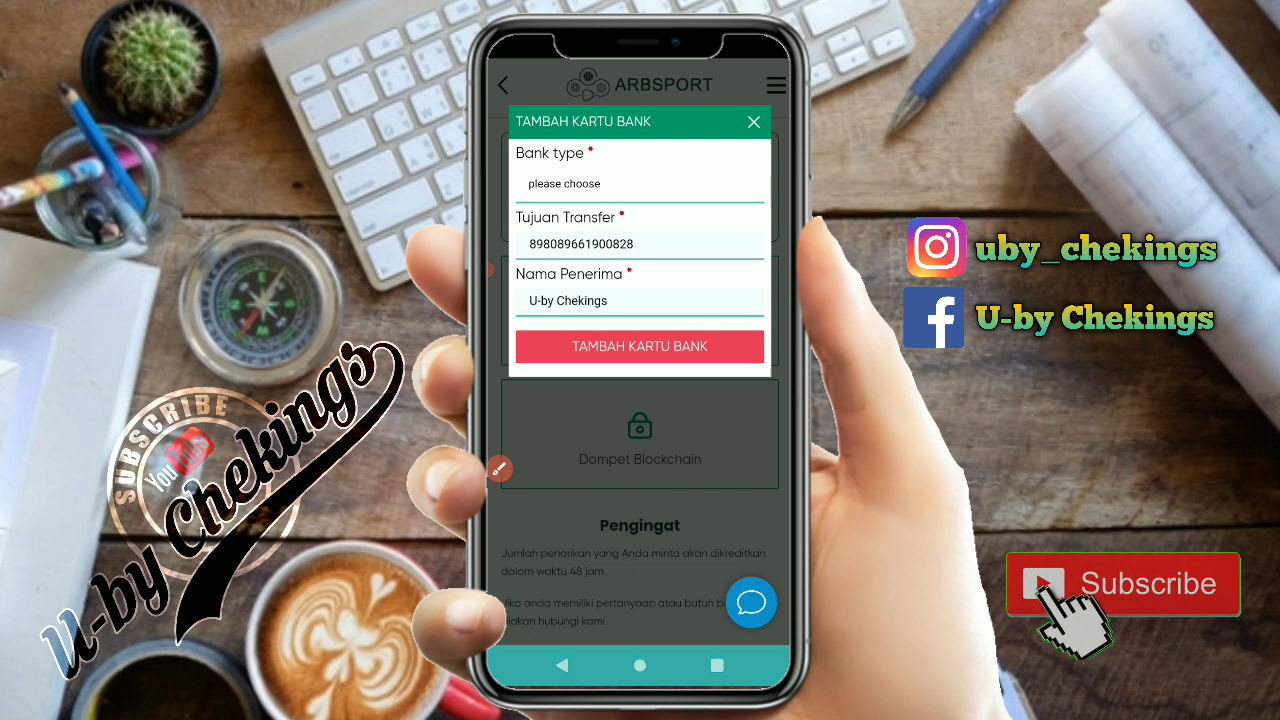 ARBSPORT
TAMBAH KARTU BANK
Bank type *
please choose
Tujuan Transfer *
898089661900828
Nama Penerima *
U-by Chekings
TAMBAH KARTU BANK
Dompet Blockchain
Pengingat
Jumlah penarikan yang Anda minta akan dikreditkan
dalam waktu 48 jam.
jika anda memiliki pertanyaan atau butuh
silakan hubungi kami
uby_chekings
U-by Chekings
SUBSCRIBE
YouTube
U-by Chekings
Subscribe